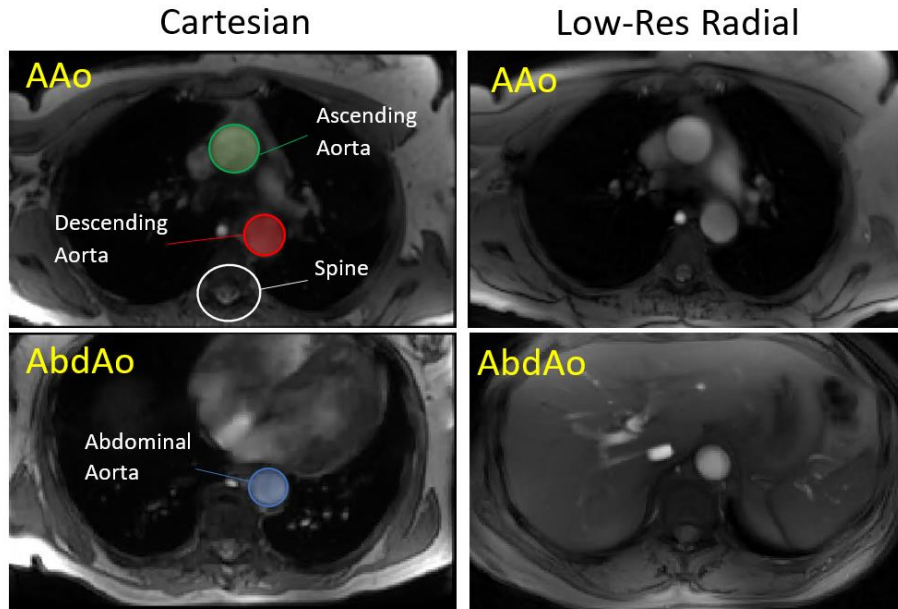 Cartesian
Low-Res Radial
AAo
Ascending
Aorta
Descending
Aorta
Spine
AAo
AbdAo
Abdominal
Aorta
AbdAo